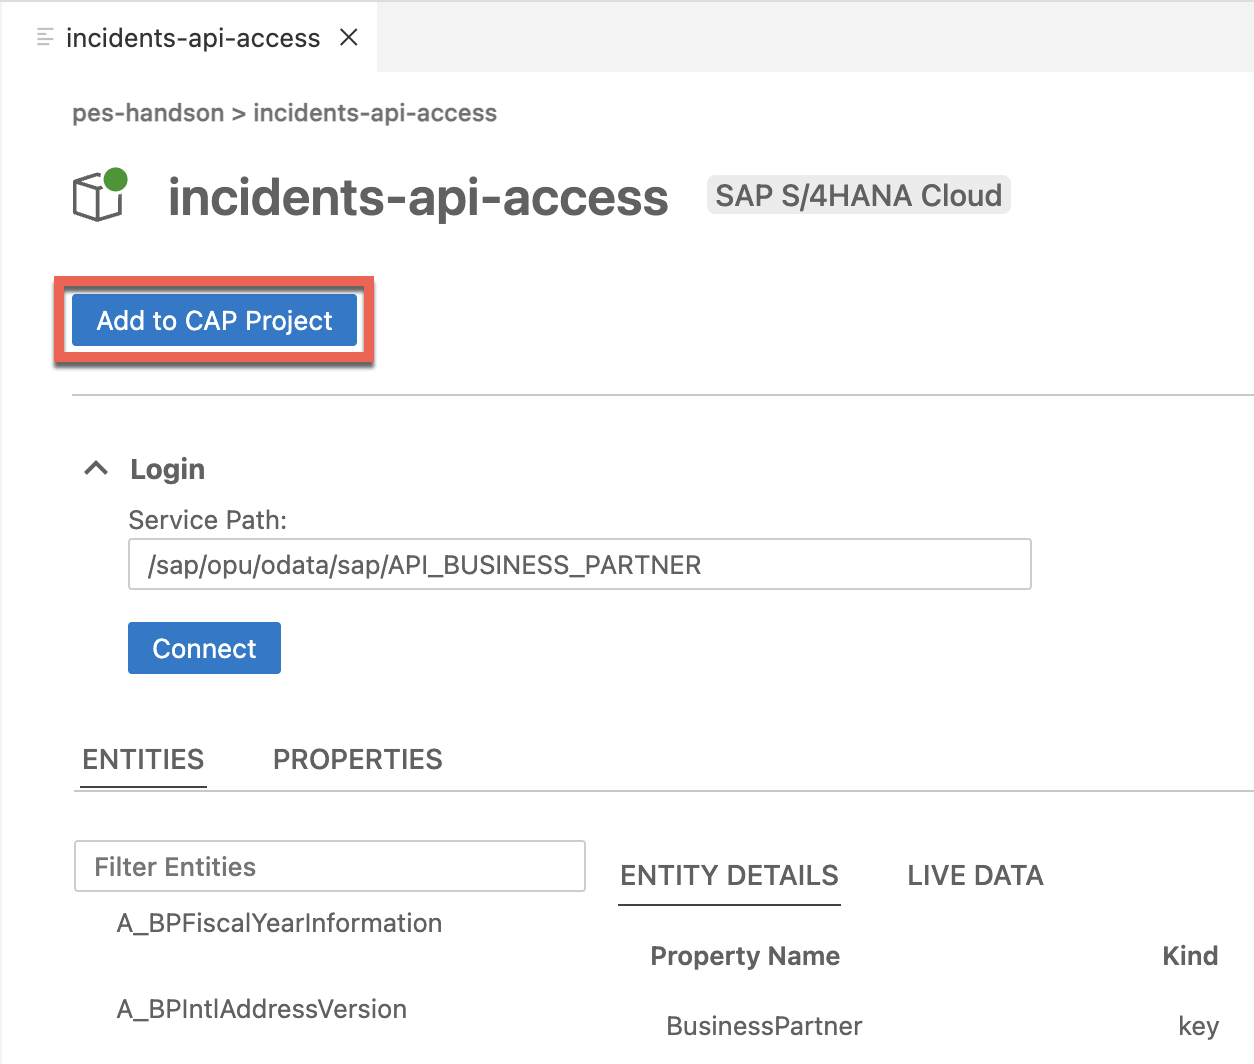 incidents-api-access
pes-handson > incidents-api-access
incidents-api-access SAP S/4HANA Cloud
Add to CAP Project
Login
Service Path:
/sap/opu/odata/sap/API_BUSINESS_PARTNER
Connect
ENTITIES PROPERTIES
Filter Entities
ENTITY DETAILS LIVE DATA
A_BPFiscalYearInformation
Property Name Kind
A_BPIntlAddressVersion
BusinessPartner key